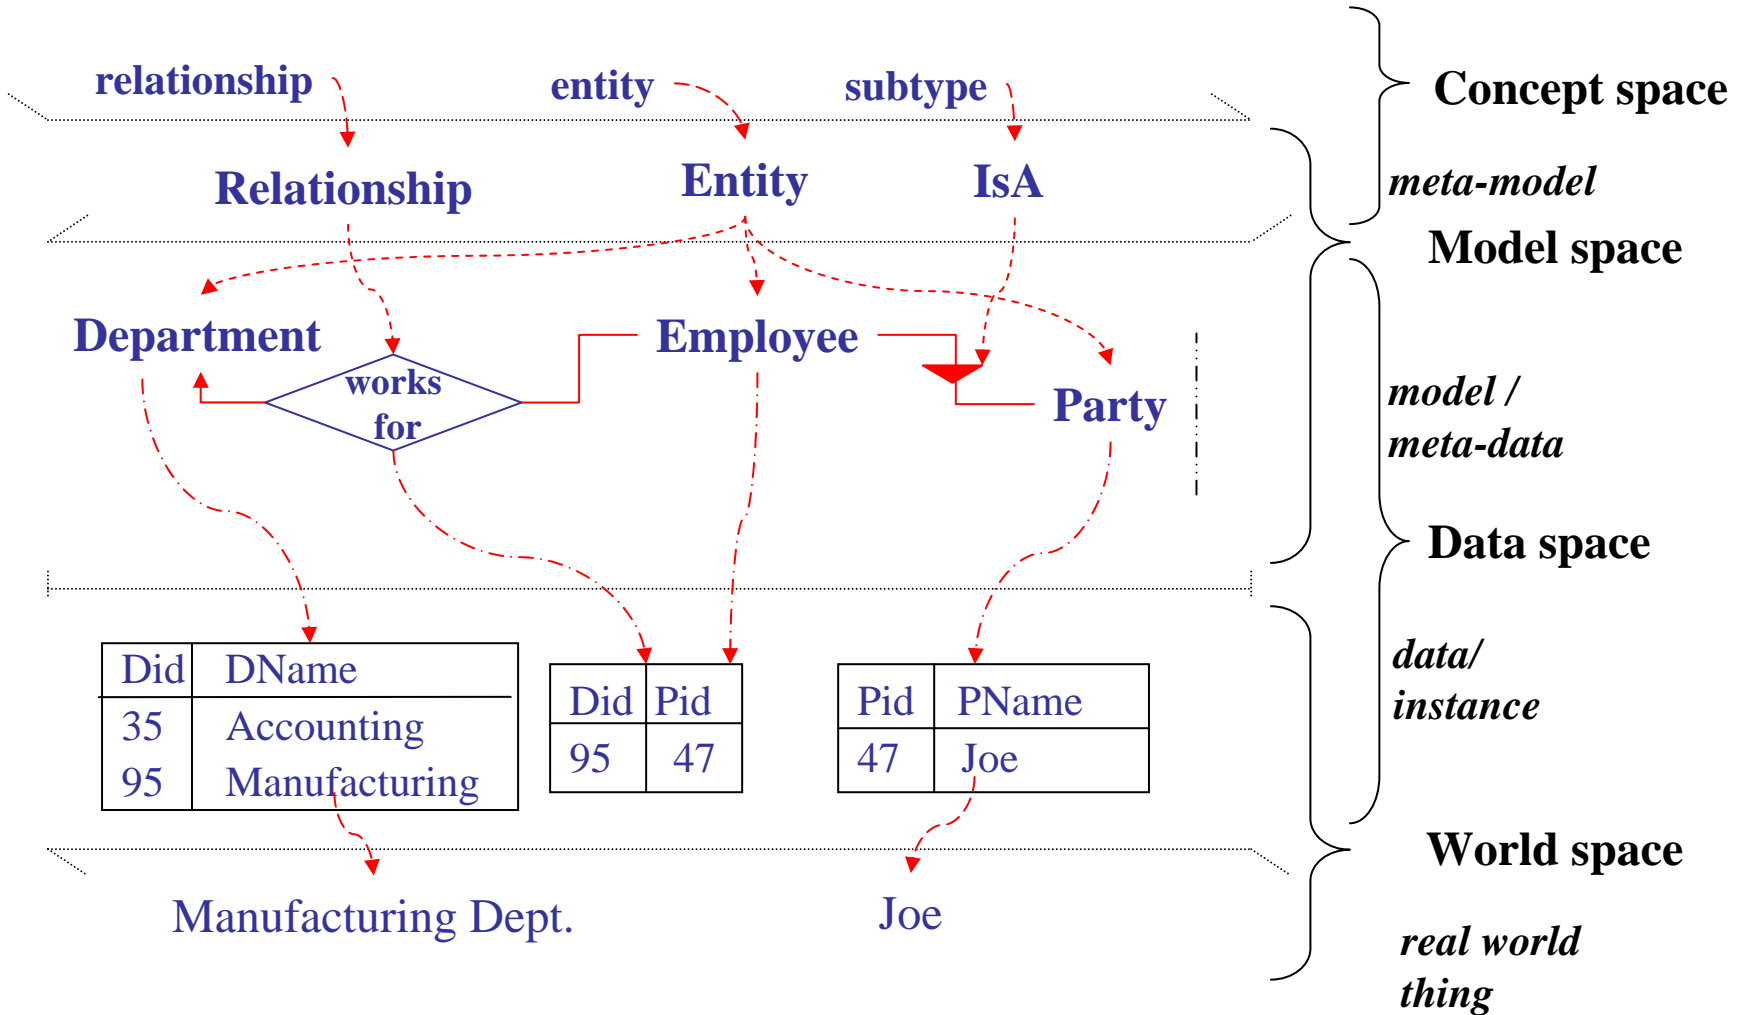 relationship
entity
subtype
Concept space
Relationship
Entity
IsA
meta-model
Model space
Department
works
for
Employee
Party
model /
meta-data
Data space
Did DName
35 Accounting
95 Manufacturing
Did Pid
95 47
Pid PName
47 Joe
data/
instance
World space
Manufacturing Dept.
Joe
real world
thing